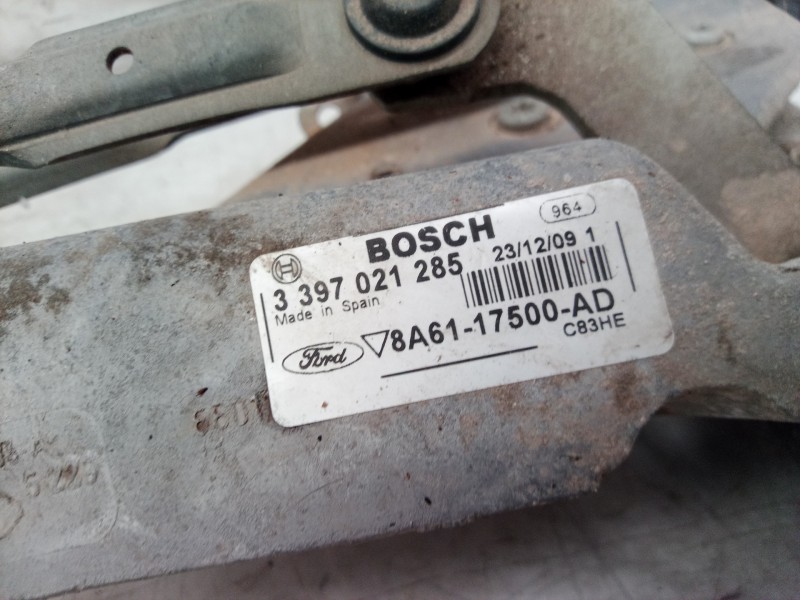 964
BOSCH
23/12/09 1
3 397 021 285
Made in Spain
Ford
8A61-17500-AD
C83HE